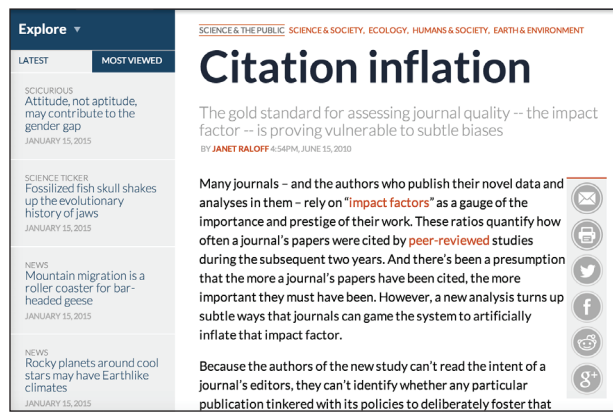 Explore
LATEST
MOST VIEWED
SCICURIOUS
Attitude, not aptitude,
may contribute to the
gender gap
JANUARY 15, 2015
SCIENCE TICKER
Fossilized fish skull shakes
up the evolutionary
history of jaws
JANUARY 15, 2015
NEWS
Mountain migration is a
roller coaster for bar-
headed geese
JANUARY 15, 2015
NEWS
Rocky planets around cool
stars may have Earthlike
climates
JANUARY 15, 2015
SCIENCE & THE PUBLIC SCIENCE & SOCIETY, ECOLOGY, HUMANS & SOCIETY, EARTH & ENVIRONMENT
Citation inflation
The gold standard for assessing journal quality -- the impact
factor -- is proving vulnerable to subtle biases
BY JANET RALOFF 4:54PM, JUNE 15, 2010
Many journals – and the authors who publish their novel data and
analyses in them – rely on “impact factors” as a gauge of the
importance and prestige of their work. These ratios quantify how
often a journal’s papers were cited by peer-reviewed studies
during the subsequent two years. And there’s been a presumption
that the more a journal’s papers have been cited, the more
important they must have been. However, a new analysis turns up
subtle ways that journals can game the system to artificially
inflate that impact factor.
Because the authors of the new study can’t read the intent of a
journal’s editors, they can’t identify whether any particular
publication tinkered with its policies to deliberately foster that
f
g+